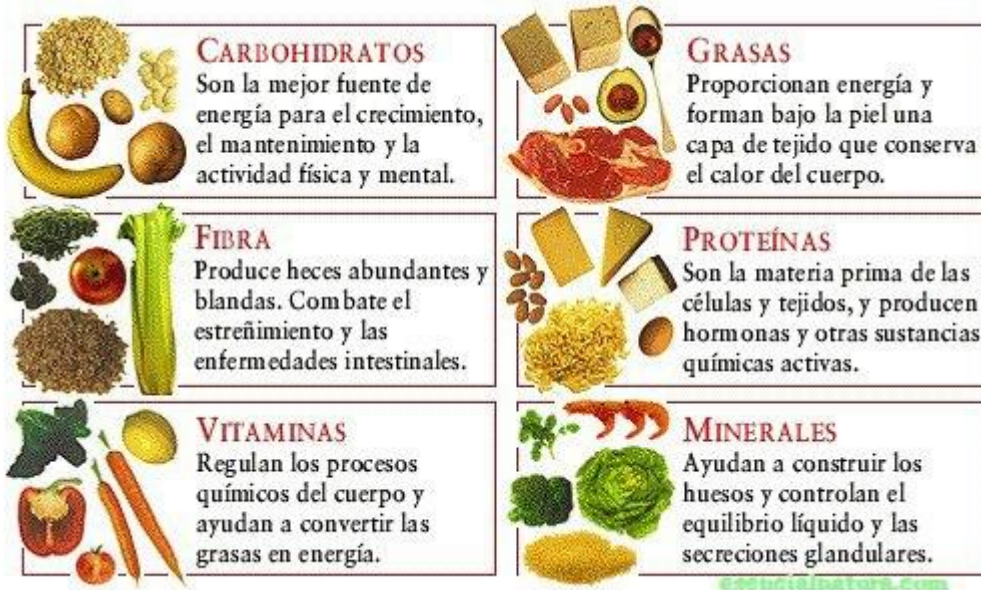 CARBOHIDRATOS
Son la mejor fuente de
energía para el crecimiento,
el mantenimiento y la
actividad física y mental.
GRASAS
Proporcionan energía y
forman bajo la piel una
capa de tejido que conserva
el calor del cuerpo.
FIBRA
Produce heces abundantes y
blandas. Combate el
estreñimiento y las
enfermedades intestinales.
PROTEÍNAS
Son la materia prima de las
células y tejidos, y producen
hormonas y otras sustancias
químicas activas.
VITAMINAS
Regulan los procesos
químicos del cuerpo y
ayudan a convertir las
grasas en energía.
MINERALES
Ayudan a construir los
huesos y controlan el
equilibrio líquido y las
secreciones glandulares.